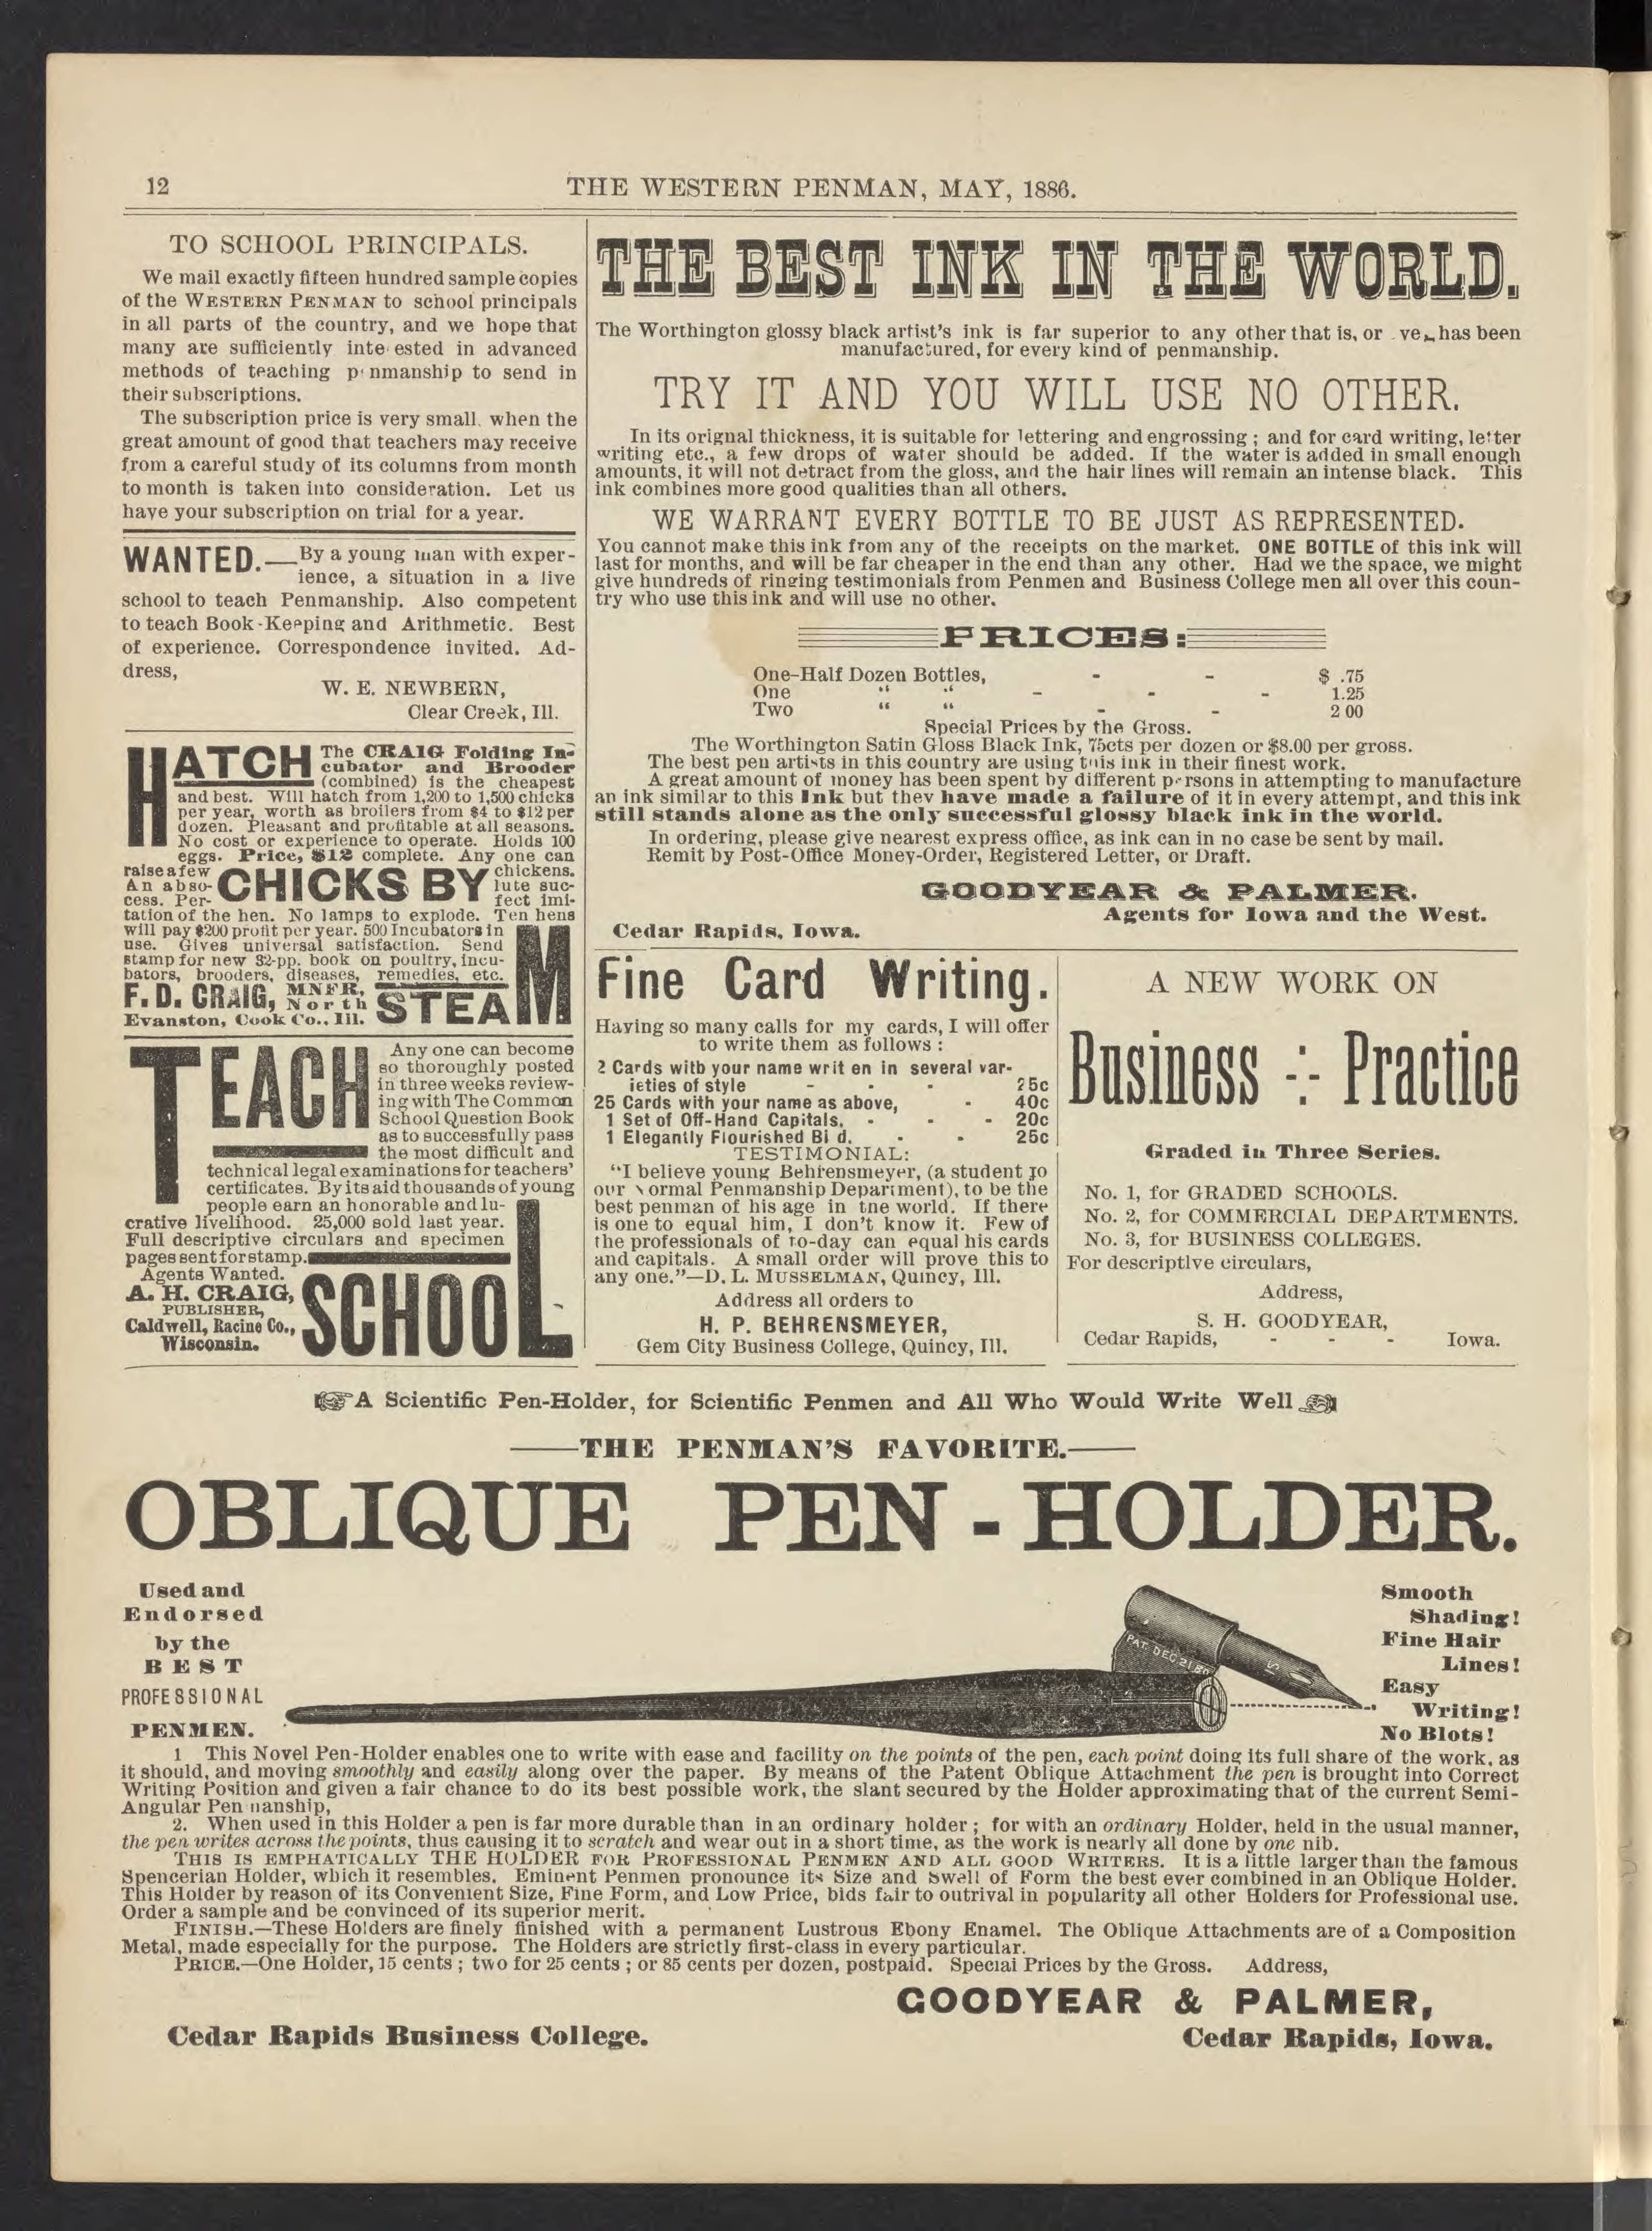 12
THE WESTERN PENMAN, MAY, 1886.
TO SCHOOL PRINCIPALS.
We mail exactly fifteen hundred sample copies
of the WESTERN PENMAN to school principals
in all parts of the country, and we hope that
many are sufficiently inte ested in advanced
methods of teaching p nmanship to send in
their subscriptions.
The subscription price is very small, when the
great amount of good that teachers may receive
from a careful study of its columns from month
to month is taken into consideration. Let us
have your subscription on trial for a year.
WANTED.—By a young man with exper-
ience, a situation in a live
school to teach Penmanship. Also competent
to teach Book-Keeping and Arithmetic. Best
of experience. Correspondence invited. Ad-
dress,
W. E. NEWBERN,
Clear Creek, Ill.
HATCH The CRAIG Folding In-
cubator and Brooder
(combined) is the cheapest
and best. Will hatch from 1,200 to 1,500 chicks
per year, worth as broilers from $4 to $12 per
dozen. Pleasant and profitable at all seasons.
No cost or experience to operate. Holds 100
eggs. Price, $12 complete. Any one can
raise a few CHICKS BY chickens.
An abso- lute suc-
cess. Per- fect imi-
tation of the hen. No lamps to explode. Ten hens
will pay $200 profit per year. 500 Incubators in
use. Gives universal satisfaction. Send
stamp for new 32-pp. book on poultry, incu-
bators, brooders, diseases, remedies, etc.
F. D. CRAIG, MNFR, North
Evanston, Cook Co., Ill. STEAM
TEACH Any one can become
so thoroughly posted
in three weeks review-
ing with The Common
School Question Book
as to successfully pass
the most difficult and
technical legal examinations for teachers'
certificates. By its aid thousands of young
people earn an honorable and lu-
crative livelihood. 25,000 sold last year.
Full descriptive circulars and specimen
pages sent for stamp.
Agents Wanted.
A. H. CRAIG,
PUBLISHER,
Caldwell, Racine Co.,
Wisconsin.
SCHOOL
THE BEST INK IN THE WORLD.
The Worthington glossy black artist's ink is far superior to any other that is, or ve has been
manufactured, for every kind of penmanship.
TRY IT AND YOU WILL USE NO OTHER.
In its orignal thickness, it is suitable for lettering and engrossing ; and for card writing, letter
writing etc., a few drops of water should be added. If the water is added in small enough
amounts, it will not detract from the gloss, and the hair lines will remain an intense black. This
ink combines more good qualities than all others.
WE WARRANT EVERY BOTTLE TO BE JUST AS REPRESENTED.
You cannot make this ink from any of the receipts on the market. ONE BOTTLE of this ink will
last for months, and will be far cheaper in the end than any other. Had we the space, we might
give hundreds of ringing testimonials from Penmen and Business College men all over this coun-
try who use this ink and will use no other.
PRICES:
One-Half Dozen Bottles, - - $ .75
One " " - - - 1.25
Two " " - - 2 00
Special Prices by the Gross.
The Worthington Satin Gloss Black Ink, 75cts per dozen or $8.00 per gross.
The best pen artists in this country are using this ink in their finest work.
A great amount of money has been spent by different persons in attempting to manufacture
an ink similar to this Ink but they have made a failure of it in every attempt, and this ink
still stands alone as the only successful glossy black ink in the world.
In ordering, please give nearest express office, as ink can in no case be sent by mail.
Remit by Post-Office Money-Order, Registered Letter, or Draft.
GOODYEAR & PALMER.
Agents for Iowa and the West.
Cedar Rapids, Iowa.
Fine Card Writing.
Having so many calls for my cards, I will offer
to write them as follows :
2 Cards with your name writ en in several var-
ieties of style - - - 25c
25 Cards with your name as above, - 40c
1 Set of Off-Hand Capitals, - - - 20c
1 Elegantly Flourished Bi d. - - 25c
TESTIMONIAL:
"I believe young Behrensmeyer, (a student jo
our Normal Penmanship Department), to be the
best penman of his age in the world. If there
is one to equal him, I don't know it. Few of
the professionals of to-day can equal his cards
and capitals. A small order will prove this to
any one."—D. L. MUSSELMAN, Quincy, Ill.
Address all orders to
H. P. BEHRENSMEYER,
Gem City Business College, Quincy, Ill.
A NEW WORK ON
Business -:- Practice
Graded in Three Series.
No. 1, for GRADED SCHOOLS.
No. 2, for COMMERCIAL DEPARTMENTS.
No. 3, for BUSINESS COLLEGES.
For descriptive circulars,
Address,
S. H. GOODYEAR,
Cedar Rapids, - - - Iowa.
A Scientific Pen-Holder, for Scientific Penmen and All Who Would Write Well
—THE PENMAN'S FAVORITE.—
OBLIQUE PEN-HOLDER.
Used and
Endorsed
by the
BEST
PROFESSIONAL
PENMEN.
PAT. DEC 21 80
Smooth
Shading!
Fine Hair
Lines!
Easy
Writing!
No Blots!
1 This Novel Pen-Holder enables one to write with ease and facility on the points of the pen, each point doing its full share of the work, as
it should, and moving smoothly and easily along over the paper. By means of the Patent Oblique Attachment the pen is brought into Correct
Writing Position and given a fair chance to do its best possible work, the slant secured by the Holder approximating that of the current Semi-
Angular Pen nanship,
2. When used in this Holder a pen is far more durable than in an ordinary holder ; for with an ordinary Holder, held in the usual manner,
the pen writes across the points, thus causing it to scratch and wear out in a short time, as the work is nearly all done by one nib.
THIS IS EMPHATICALLY THE HOLDER FOR PROFESSIONAL PENMEN AND ALL GOOD WRITERS. It is a little larger than the famous
Spencerian Holder, which it resembles. Eminent Penmen pronounce its Size and Swell of Form the best ever combined in an Oblique Holder.
This Holder by reason of its Convenient Size, Fine Form, and Low Price, bids fair to outrival in popularity all other Holders for Professional use.
Order a sample and be convinced of its superior merit.
FINISH.—These Holders are finely finished with a permanent Lustrous Ebony Enamel. The Oblique Attachments are of a Composition
Metal, made especially for the purpose. The Holders are strictly first-class in every particular.
PRICE.—One Holder, 15 cents ; two for 25 cents ; or 85 cents per dozen, postpaid. Special Prices by the Gross. Address,
GOODYEAR & PALMER,
Cedar Rapids Business College.
Cedar Rapids, Iowa.